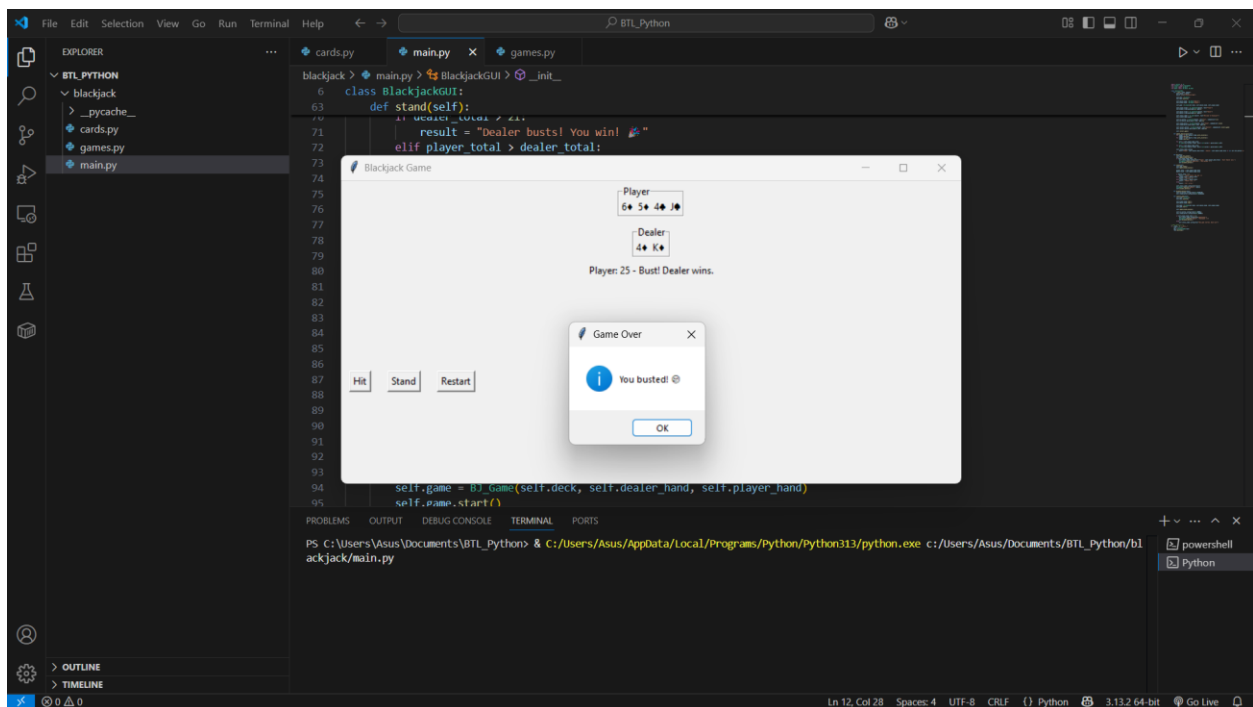 File Edit Selection View Go Run Terminal Help
BTL_Python
EXPLORER
cards.py main.py games.py
BTL_PYTHON
blackjack
__pycache__
cards.py
games.py
main.py
blackjack > main.py > BlackjackGUI > __init__
6 class BlackjackGUI:
63 def stand(self):
70 if dealer_total > 21:
71 result = "Dealer busts! You win! 🎉"
72 elif player_total > dealer_total:
73
74
75
76
77
78
79
80
81
82
83
84
85
86
87
88
89
90
91
92
93
94 self.game = BJ_Game(self.deck, self.dealer_hand, self.player_hand)
95 self.game.start()
Blackjack Game
Player
Dealer
4♦ K♦
Player: 25 - Bust! Dealer wins.
Hit Stand Restart
Game Over
You busted!
OK
PROBLEMS OUTPUT DEBUG CONSOLE TERMINAL PORTS
PS C:\Users\Asus\Documents\BTL_Python> & C:/Users/Asus/AppData/Local/Programs/Python/Python313/python.exe c:/Users/Asus/Documents/BTL_Python/bl
ackjack/main.py
powershell
Python
OUTLINE
TIMELINE
0 0 Ln 12, Col 28 Spaces: 4 UTF-8 CRLF {} Python 3.13.2 64-bit Go Live